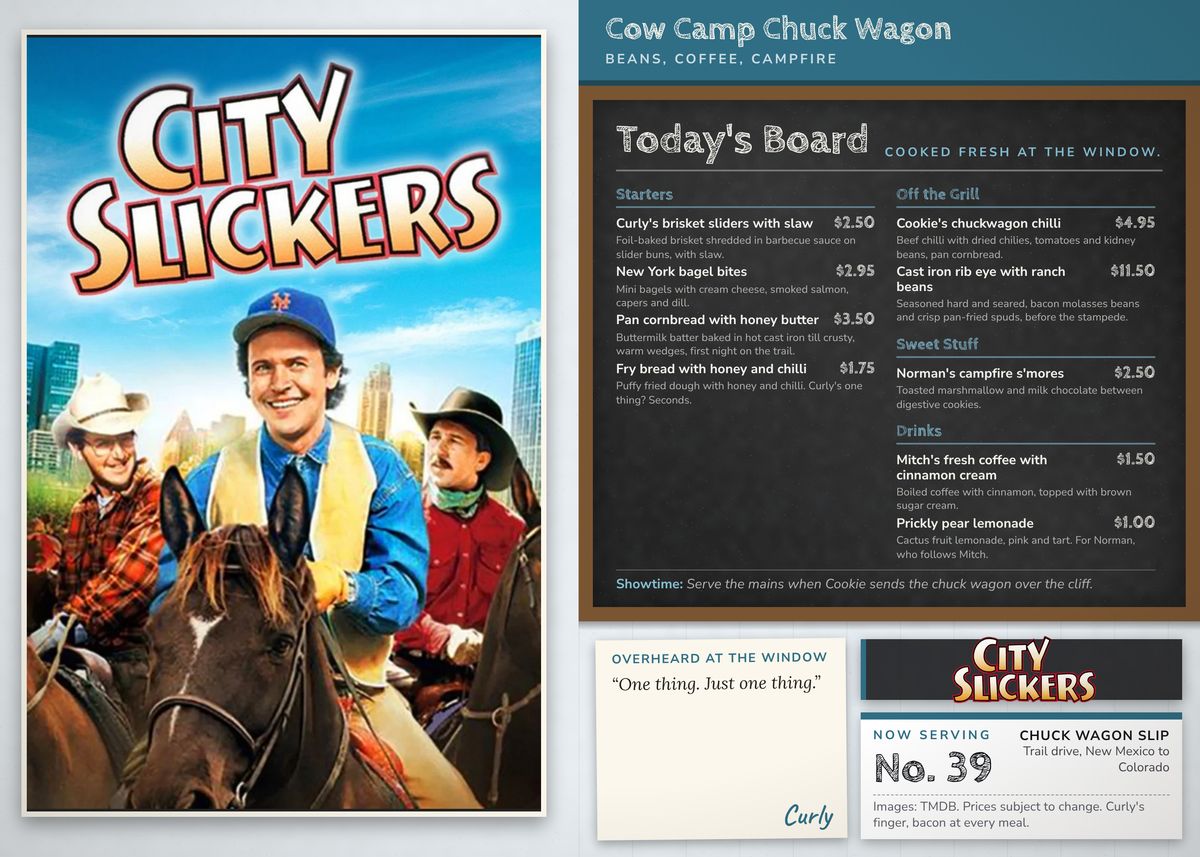 CITY
SLICKERS
Cow Camp Chuck Wagon
BEANS, COFFEE, CAMPFIRE
Today's Board
COOKED FRESH AT THE WINDOW.
Starters
Curly's brisket sliders with slaw $2.50
Foil-baked brisket shredded in barbecue sauce on
slider buns, with slaw.
New York bagel bites $2.95
Mini bagels with cream cheese, smoked salmon,
capers and dill.
Pan cornbread with honey butter $3.50
Buttermilk batter baked in hot cast iron till crusty,
warm wedges, first night on the trail.
Fry bread with honey and chilli $1.75
Puffy fried dough with honey and chilli. Curly's one
thing? Seconds.
Off the Grill
Cookie's chuckwagon chilli $4.95
Beef chilli with dried chilies, tomatoes and kidney
beans, pan cornbread.
Cast iron rib eye with ranch $11.50
beans
Seasoned hard and seared, bacon molasses beans
and crisp pan-fried spuds, before the stampede.
Sweet Stuff
Norman's campfire s'mores $2.50
Toasted marshmallow and milk chocolate between
digestive cookies.
Drinks
Mitch's fresh coffee with $1.50
cinnamon cream
Boiled coffee with cinnamon, topped with brown
sugar cream.
Prickly pear lemonade $1.00
Cactus fruit lemonade, pink and tart. For Norman,
who follows Mitch.
Showtime: Serve the mains when Cookie sends the chuck wagon over the cliff.
OVERHEARD AT THE WINDOW
“One thing. Just one thing.”
Curly
CITY
SLICKERS
NOW SERVING
No. 39
CHUCK WAGON SLIP
Trail drive, New Mexico to
Colorado
Images: TMDB. Prices subject to change. Curly's
finger, bacon at every meal.